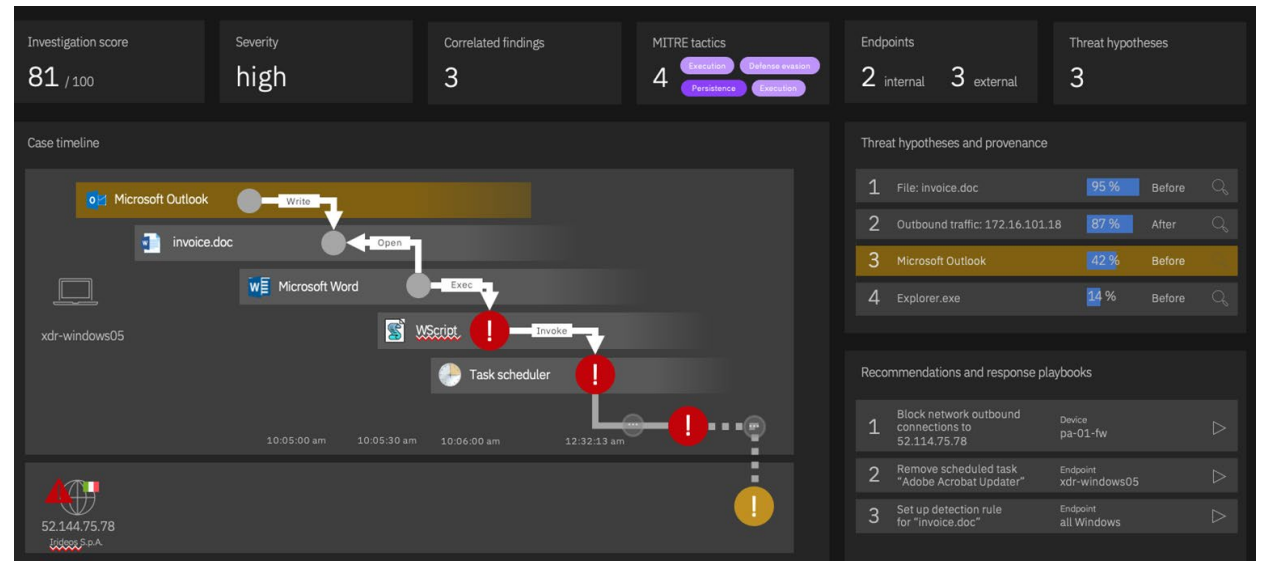 Investigation score
81 / 100
Severity
high
Correlated findings
3
MITRE tactics
4
Execution
Defense evasion
Persistence
Execution
Endpoints
2 internal 3 external
Threat hypotheses
3
Case timeline
Microsoft Outlook
Write
invoice.doc
Open
Microsoft Word
Exec
xdr-windows05
WScript
Invoke
Task scheduler
10:05:00 am 10:05:30 am 10:06:00 am 12:32:13 am
52.144.75.78
Irideos S.p.A.
Threat hypotheses and provenance
1 File: invoice.doc 95 % Before
2 Outbound traffic: 172.16.101.18 87 % After
3 Microsoft Outlook 42 % Before
4 Explorer.exe 14 % Before
Recommendations and response playbooks
1
Block network outbound
connections to
52.114.75.78
Device
pa-01-fw
2
Remove scheduled task
"Adobe Acrobat Updater"
Endpoint
xdr-windows05
3
Set up detection rule
for "invoice.doc"
Endpoint
all Windows